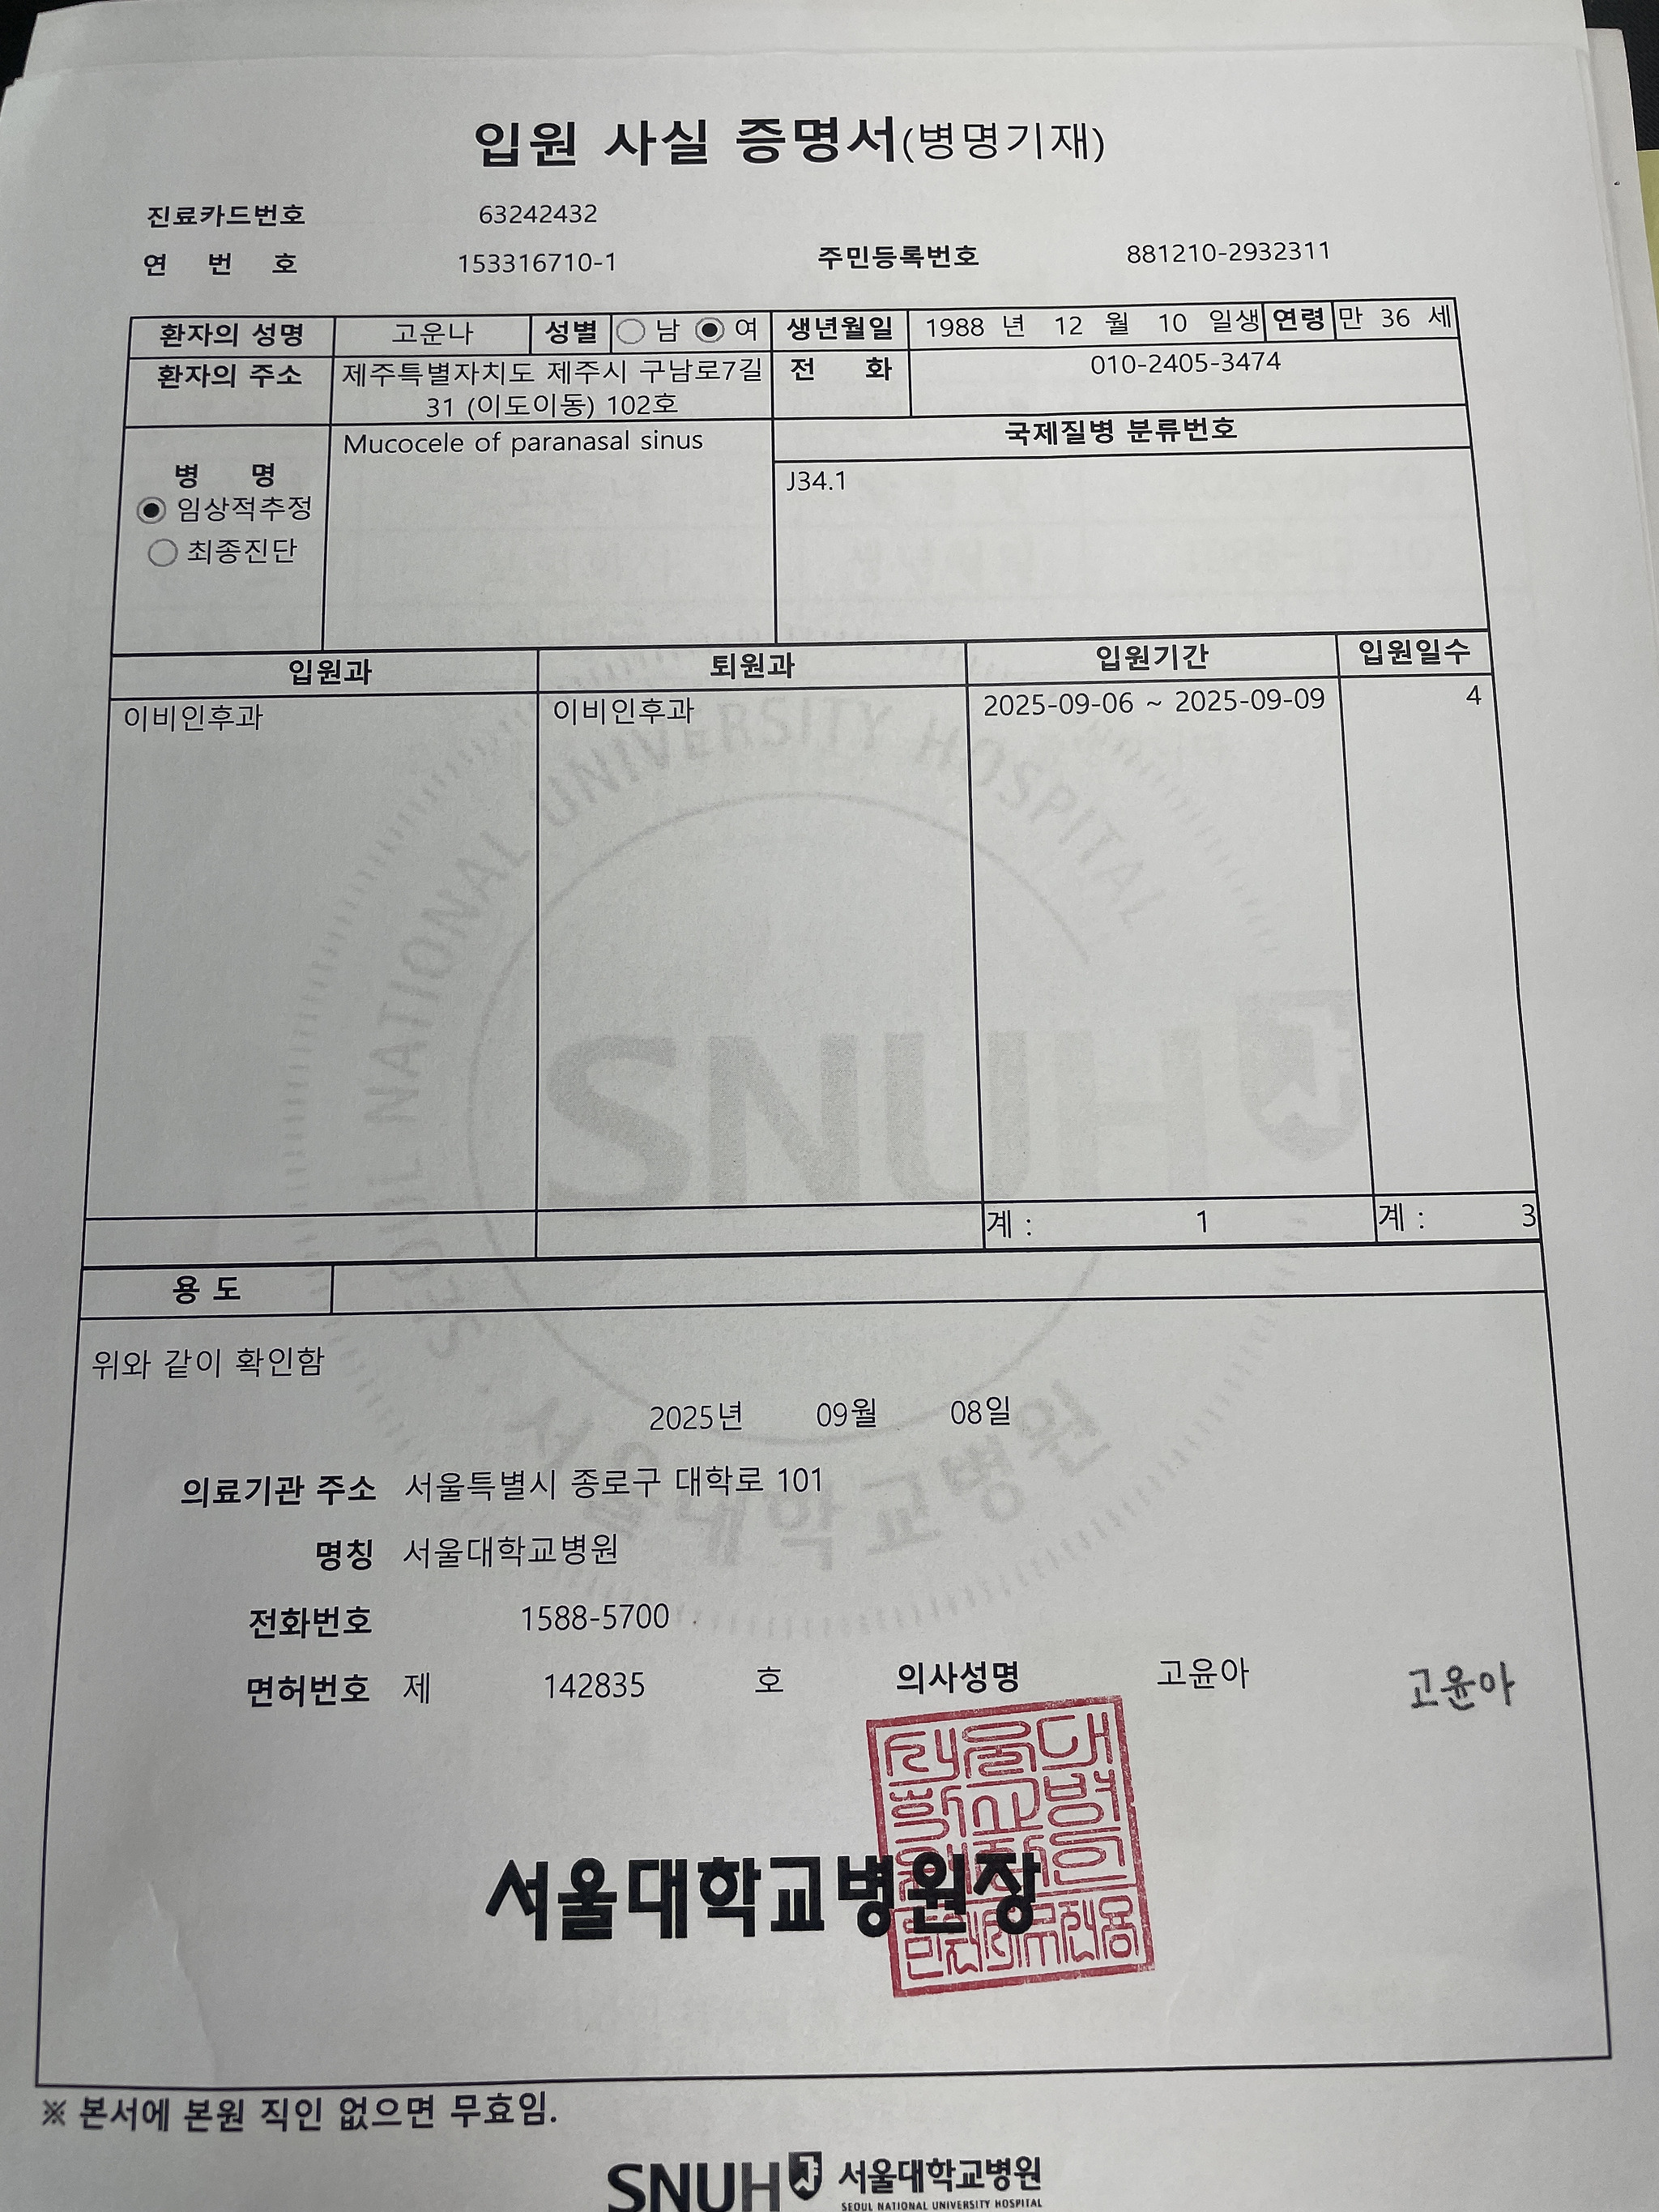 입원 사실 증명서(병명기재)
진료카드번호 63242432
연 번 호 153316710-1 주민등록번호 881210-2932311
환자의 성명 고운나 성별 남 여 생년월일 1988 년 12 월 10 일생 연령 만 36 세
환자의 주소 제주특별자치도 제주시 구남로7길 전 화 010-2405-3474
31 (이도이동) 102호
병 명 Mucocele of paranasal sinus 국제질병 분류번호
임상적추정 J34.1
최종진단
입원과 퇴원과 입원기간 입원일수
이비인후과 이비인후과 2025-09-06 ~ 2025-09-09 4
계 : 1 계 : 3
용 도
위와 같이 확인함
2025년 09월 08일
의료기관 주소 서울특별시 종로구 대학로 101
명칭 서울대학교병원
전화번호 1588-5700
면허번호 제 142835 호 의사성명 고윤아 고윤아
서울대학교병원장
※ 본서에 본원 직인 없으면 무효임.
SNUH 서울대학교병원
SEOUL NATIONAL UNIVERSITY HOSPITAL
SEOUL NATIONAL UNIVERSITY HOSPITAL
SNUH
서울대학교병원